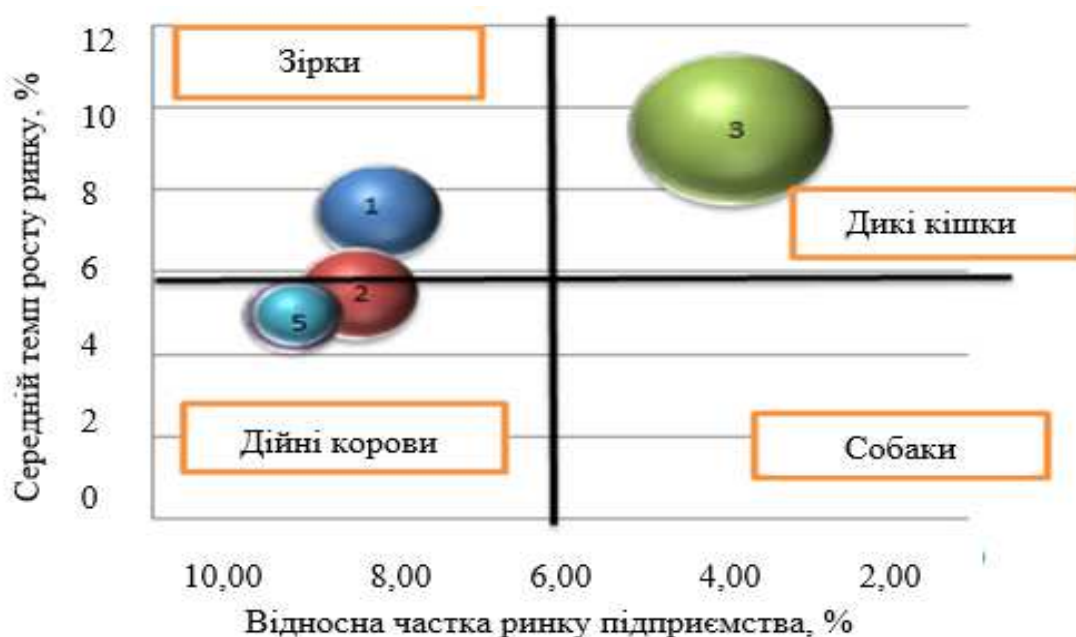 Середній темп росту ринку, %
12
10
8
6
4
2
0
Зірки
3
1
Дикі кішки
2
5
Дійні корови
Собаки
10,00 8,00 6,00 4,00 2,00
Відносна частка ринку підприємства, %